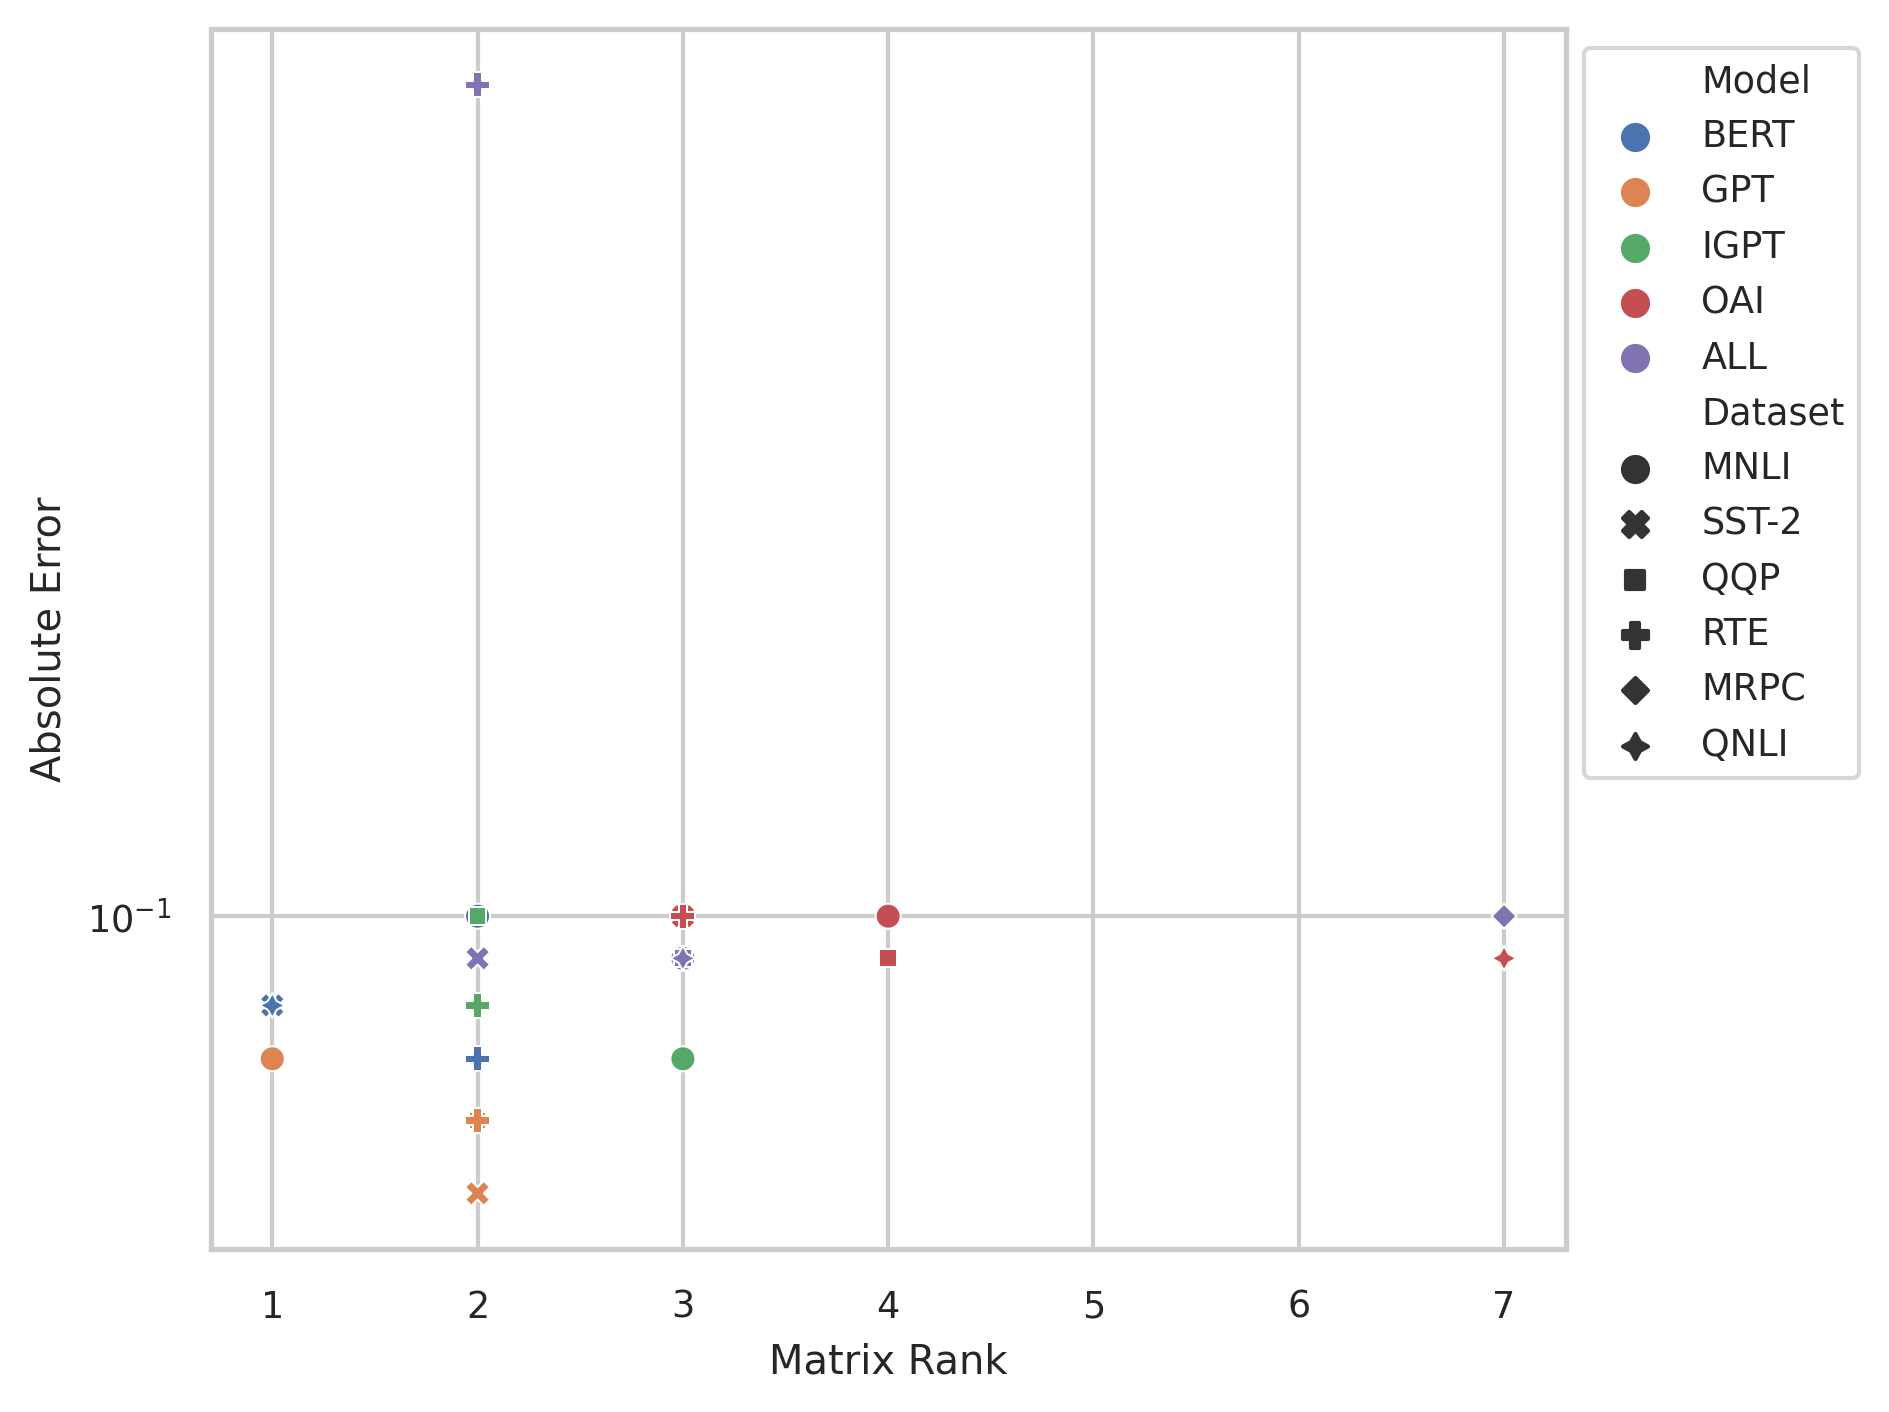 Model
BERT
GPT
IGPT
OAI
ALL
Dataset
MNLI
SST-2
QQP
RTE
MRPC
QNLI
Absolute Error
10⁻¹
1 2 3 4 5 6 7
Matrix Rank